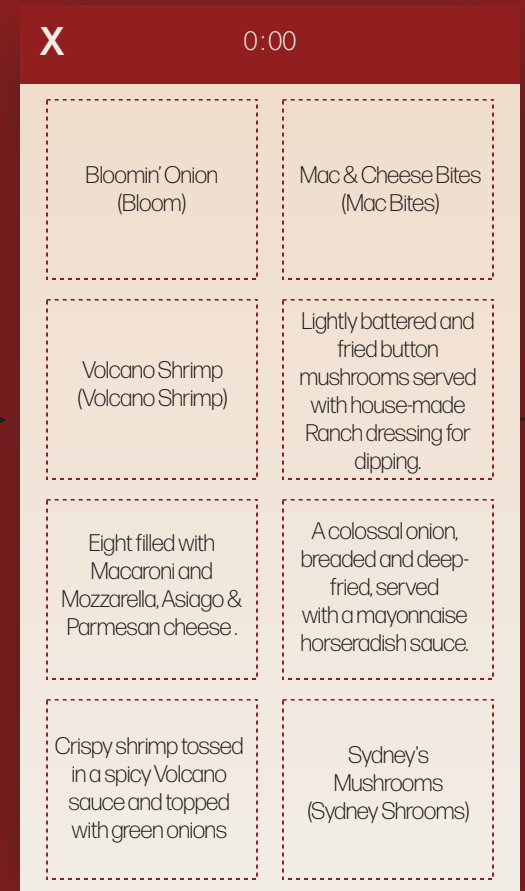 X
0:00
Bloomin' Onion
(Bloom)
Mac & Cheese Bites
(Mac Bites)
Volcano Shrimp
(Volcano Shrimp)
Lightly battered and
fried button
mushrooms served
with house-made
Ranch dressing for
dipping.
Eight filled with
Macaroni and
Mozzarella, Asiago &
Parmesan cheese .
A colossal onion,
breaded and deep-
fried, served
with a mayonnaise
horseradish sauce.
Crispy shrimp tossed
in a spicy Volcano
sauce and topped
with green onions
Sydney's
Mushrooms
(Sydney Shrooms)